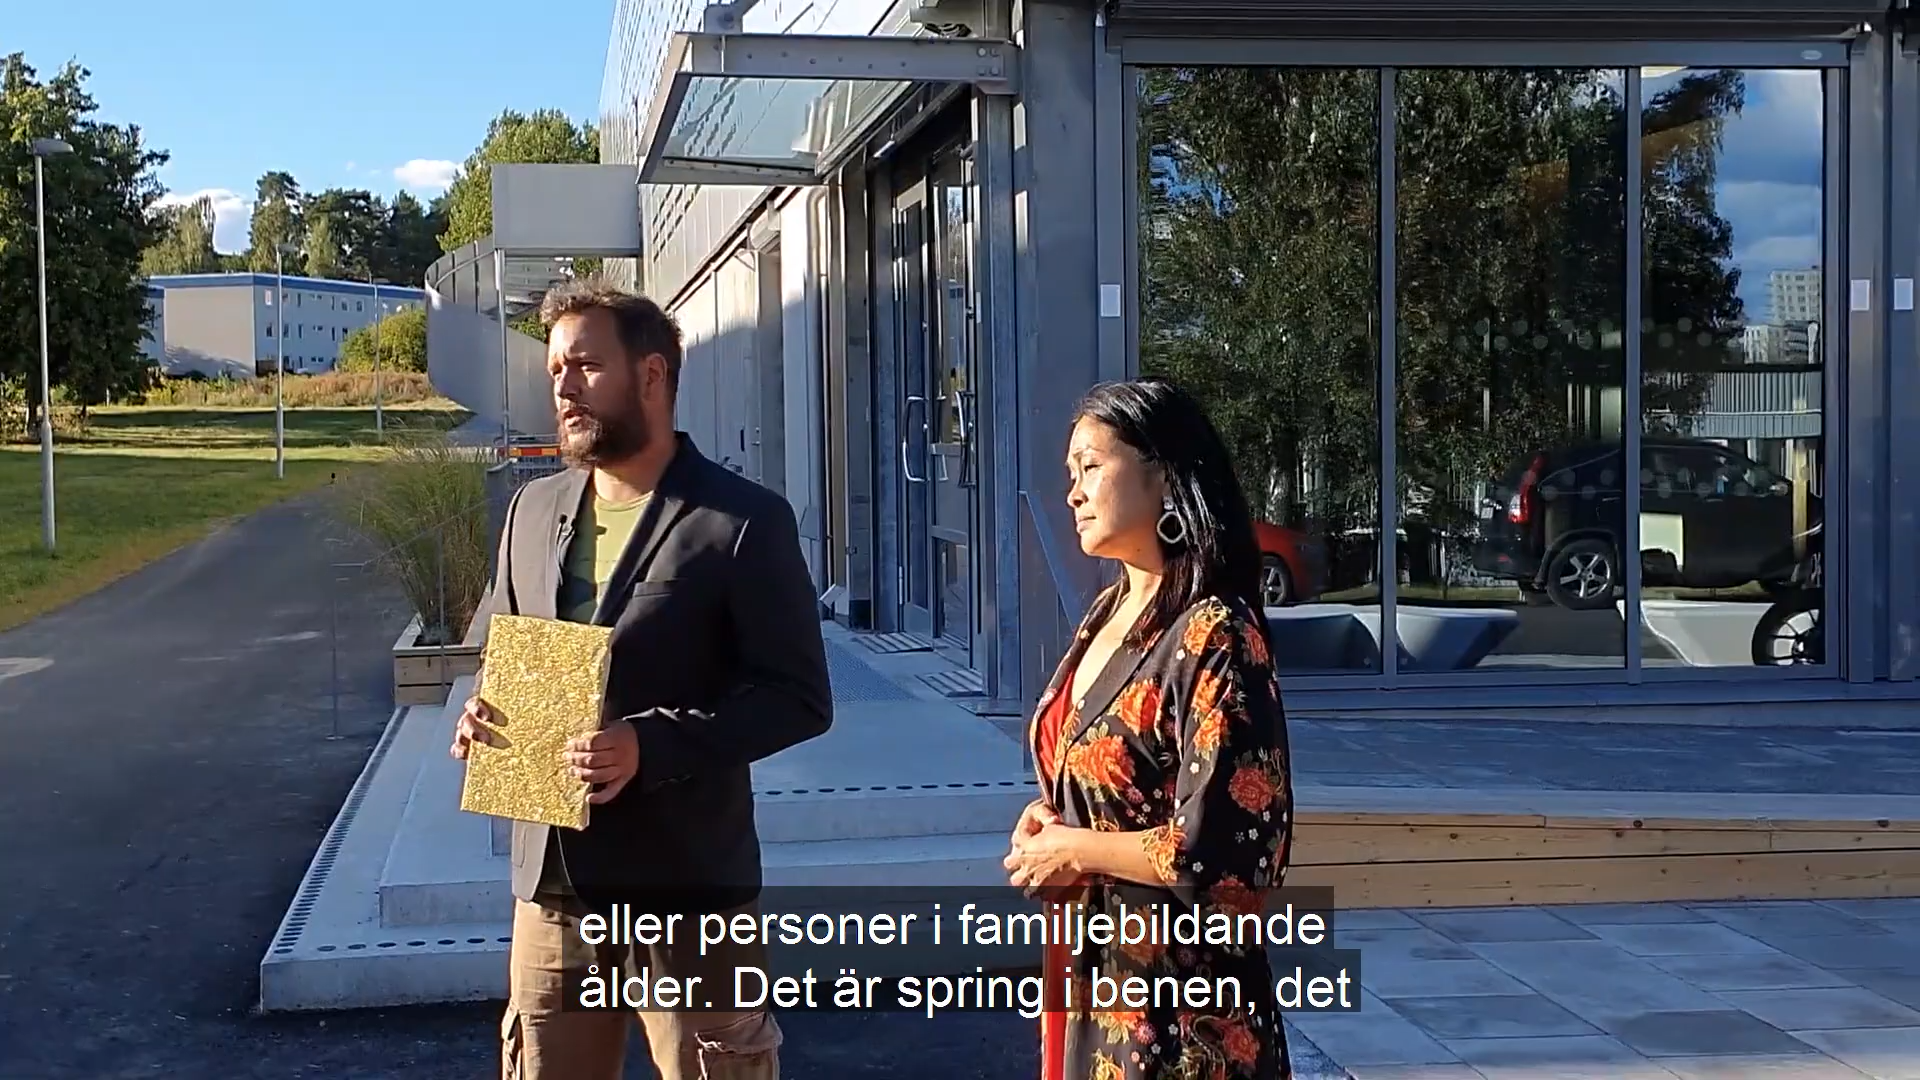 eller personer i familjebildande
ålder. Det är spring i benen, det